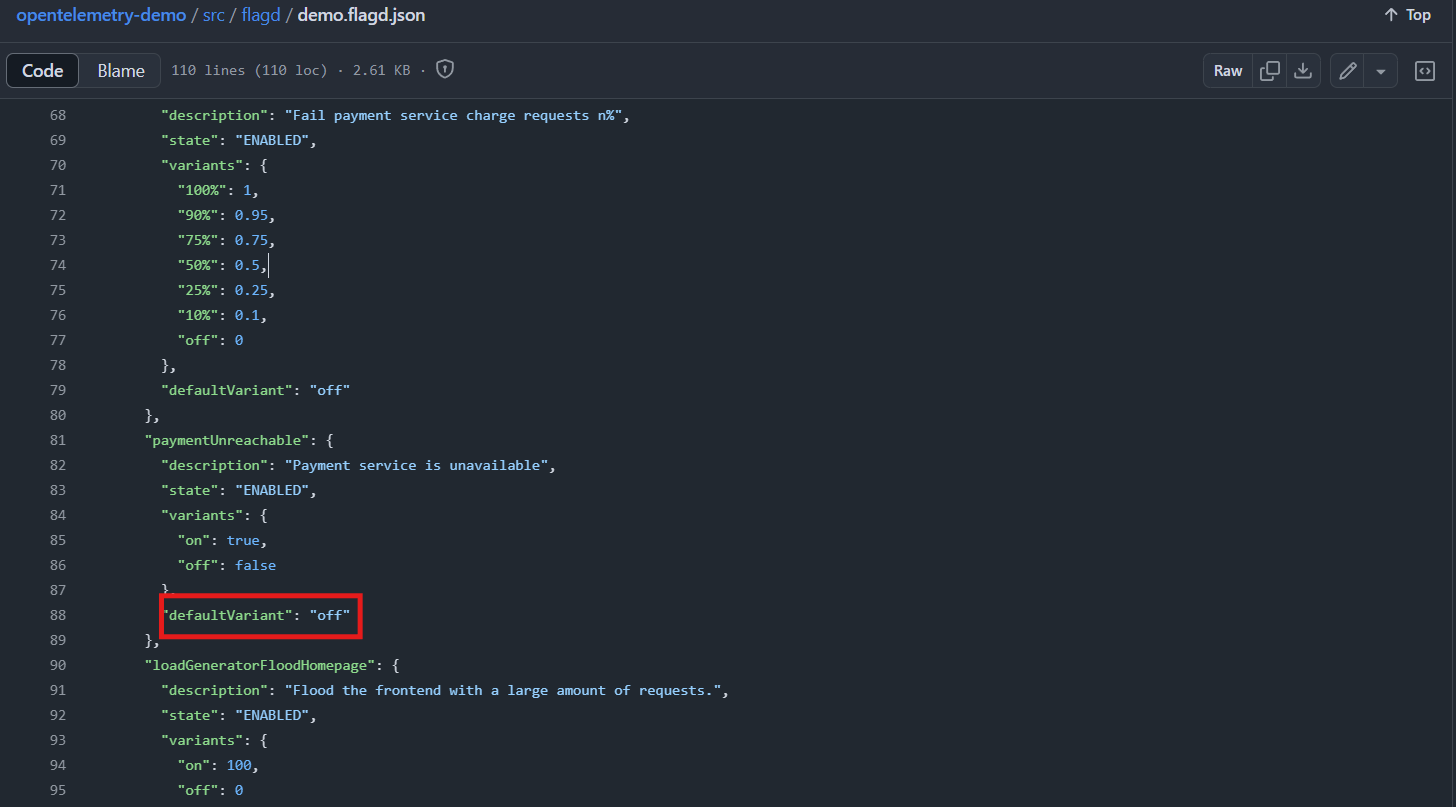 opentelemetry-demo / src / flagd / demo.flagd.json
Top
Code Blame 110 lines (110 loc) · 2.61 KB · Raw
68 "description": "Fail payment service charge requests n%",
69 "state": "ENABLED",
70 "variants": {
71 "100%": 1,
72 "90%": 0.95,
73 "75%": 0.75,
74 "50%": 0.5,
75 "25%": 0.25,
76 "10%": 0.1,
77 "off": 0
78 },
79 "defaultVariant": "off"
80 },
81 "paymentUnreachable": {
82 "description": "Payment service is unavailable",
83 "state": "ENABLED",
84 "variants": {
85 "on": true,
86 "off": false
87 },
88 "defaultVariant": "off"
89 },
90 "loadGeneratorFloodHomepage": {
91 "description": "Flood the frontend with a large amount of requests.",
92 "state": "ENABLED",
93 "variants": {
94 "on": 100,
95 "off": 0